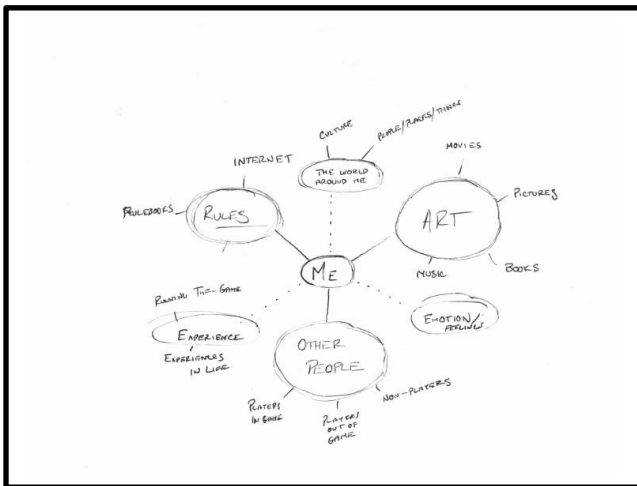 CULTURE
PEOPLE/PLACES/THINGS
MOVIES
INTERNET
THE WORLD
AROUND ME
RULEBOOKS
RULES
PICTURES
ART
ME
MUSIC
BOOKS
RUNNING THE GAME
EXPERIENCE
EXPERIENCES
IN LIFE
EMOTION/
FEELINGS
OTHER
PEOPLE
PLAYERS
IN GAME
PLAYERS
OUT OF
GAME
NON-PLAYERS